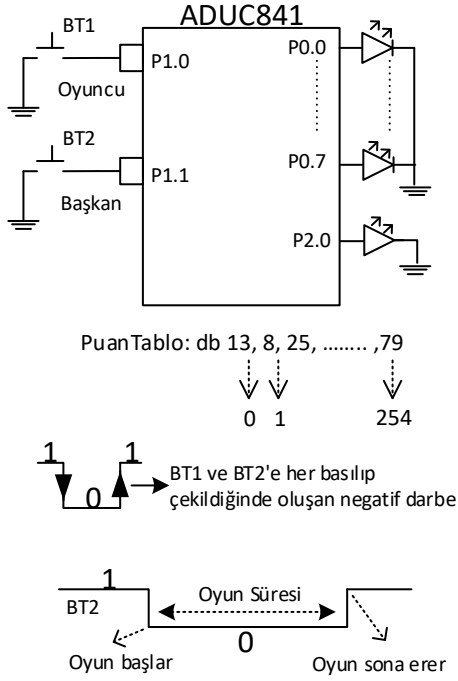 ADUC841
BT1
P1.0
P0.0
Oyuncu
BT2
P1.1
P0.7
Başkan
P2.0
PuanTablo: db 13, 8, 25, ........ ,79
0 1 254
1 1
0
BT1 ve BT2'e her basılıp
çekildiğinde oluşan negatif darbe
1
BT2
Oyun Süresi
0
Oyun başlar
Oyun sona erer